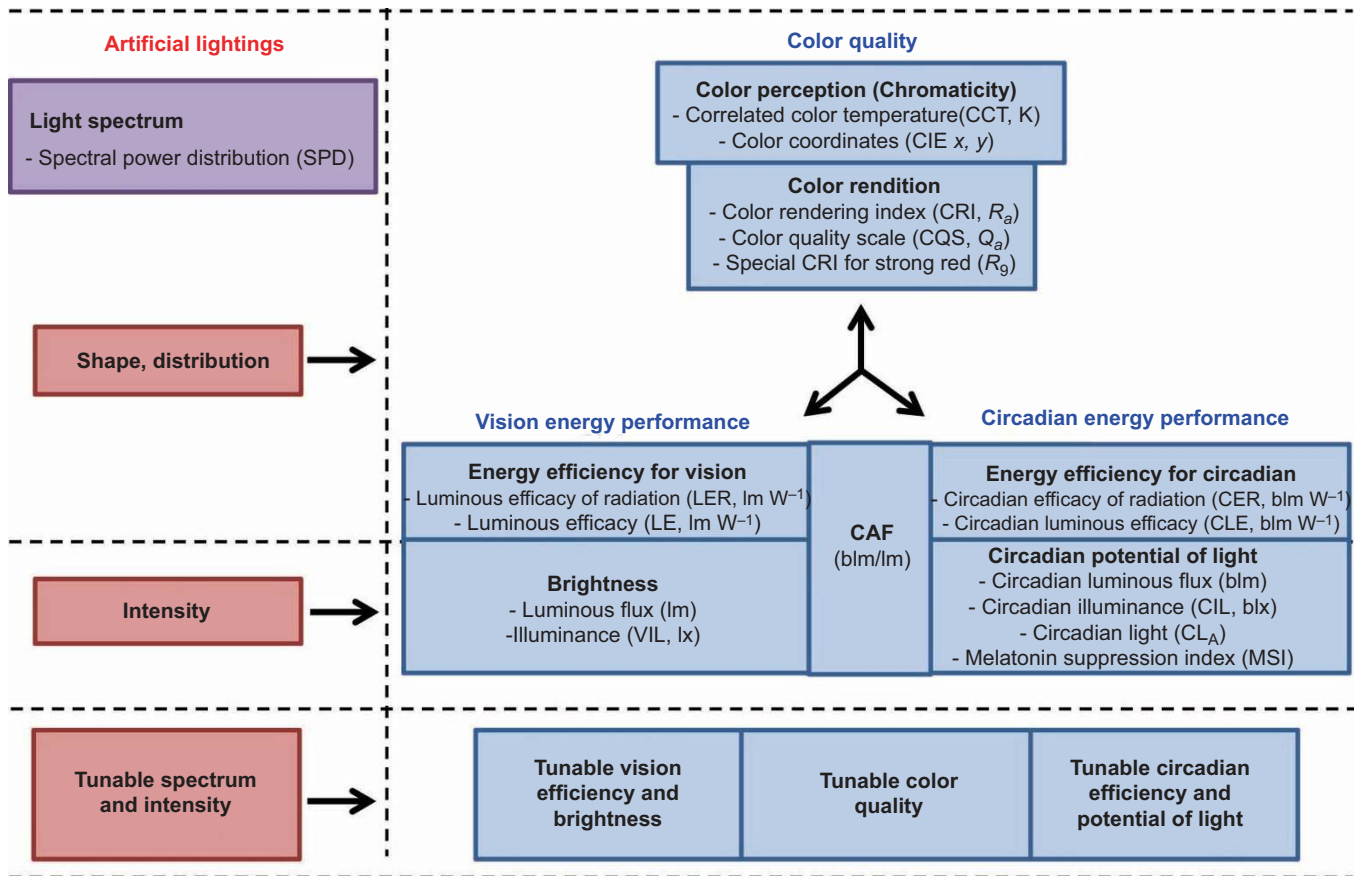 Artificial lightings
Light spectrum
- Spectral power distribution (SPD)
Color quality
Color perception (Chromaticity)
- Correlated color temperature(CCT, K)
- Color coordinates (CIE x, y)
Color rendition
- Color rendering index (CRI, Rₐ)
- Color quality scale (CQS, Qₐ)
- Special CRI for strong red (R₉)
Shape, distribution
Vision energy performance
Energy efficiency for vision
- Luminous efficacy of radiation (LER, lm W⁻¹)
- Luminous efficacy (LE, lm W⁻¹)
CAF
(blm/lm)
Circadian energy performance
Energy efficiency for circadian
- Circadian efficacy of radiation (CER, blm W⁻¹)
- Circadian luminous efficacy (CLE, blm W⁻¹)
Intensity
Brightness
- Luminous flux (lm)
-Illuminance (VIL, lx)
Circadian potential of light
- Circadian luminous flux (blm)
- Circadian illuminance (CIL, blx)
- Circadian light (CL_A)
- Melatonin suppression index (MSI)
Tunable spectrum
and intensity
Tunable vision
efficiency and
brightness
Tunable color
quality
Tunable circadian
efficiency and
potential of light